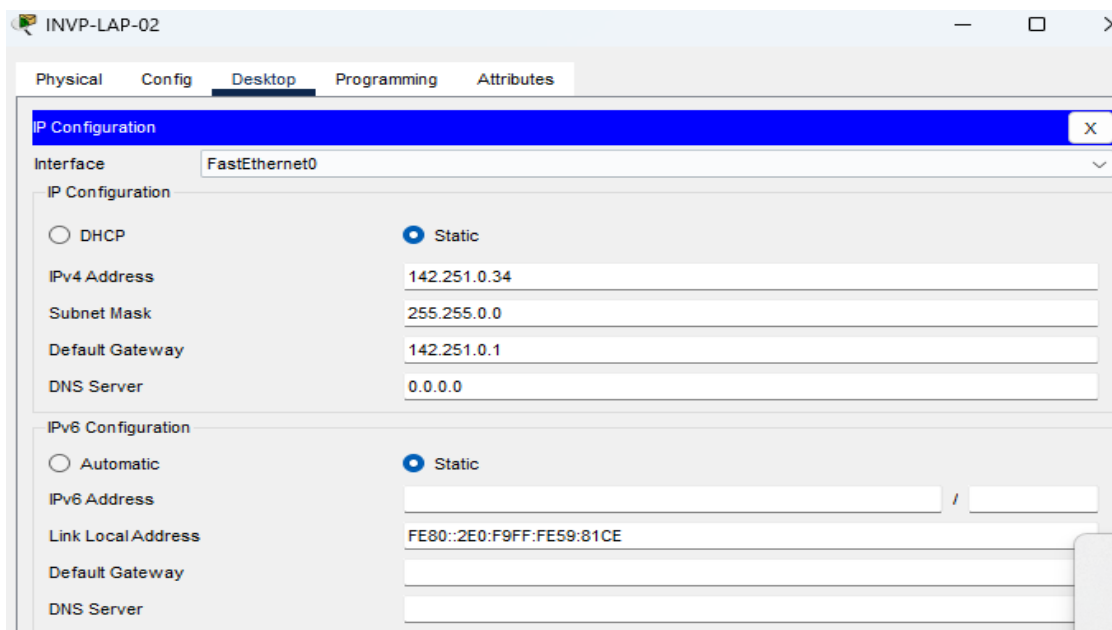 INVP-LAP-02
Physical Config Desktop Programming Attributes
IP Configuration X
Interface FastEthernet0
IP Configuration
DHCP Static
IPv4 Address 142.251.0.34
Subnet Mask 255.255.0.0
Default Gateway 142.251.0.1
DNS Server 0.0.0.0
IPv6 Configuration
Automatic Static
IPv6 Address /
Link Local Address FE80::2E0:F9FF:FE59:81CE
Default Gateway
DNS Server